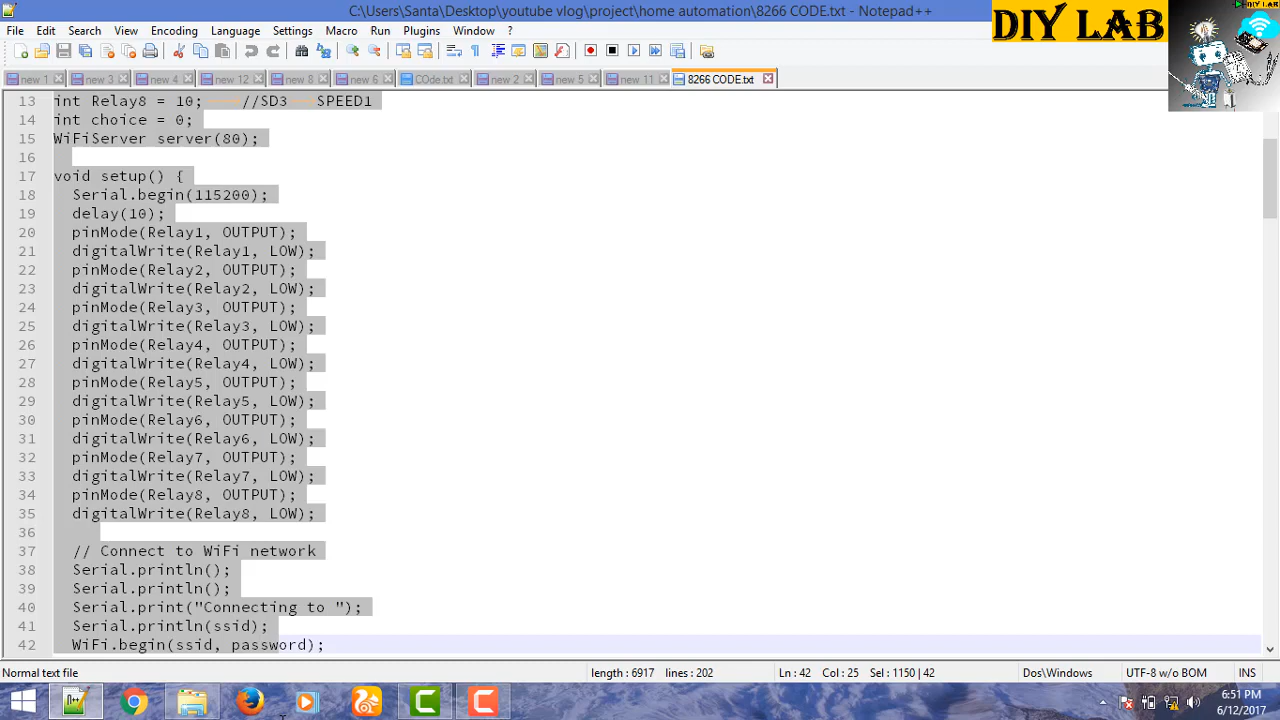 C:\Users\Santa\Desktop\youtube vlog\project\home automation\8266 CODE.txt - Notepad++
DIY LAB
DIY LAB
File Edit Search View Encoding Language Settings Macro Run Plugins Window ?
new 1 new 3 new 4 new 12 new 8 new 6 COde.txt new 2 new 5 new 11 8266 CODE.txt
13 int Relay8 = 10; //SD3 SPEED1
14 int choice = 0;
15 WiFiServer server(80);
16
17 void setup() {
18 Serial.begin(115200);
19 delay(10);
20 pinMode(Relay1, OUTPUT);
21 digitalWrite(Relay1, LOW);
22 pinMode(Relay2, OUTPUT);
23 digitalWrite(Relay2, LOW);
24 pinMode(Relay3, OUTPUT);
25 digitalWrite(Relay3, LOW);
26 pinMode(Relay4, OUTPUT);
27 digitalWrite(Relay4, LOW);
28 pinMode(Relay5, OUTPUT);
29 digitalWrite(Relay5, LOW);
30 pinMode(Relay6, OUTPUT);
31 digitalWrite(Relay6, LOW);
32 pinMode(Relay7, OUTPUT);
33 digitalWrite(Relay7, LOW);
34 pinMode(Relay8, OUTPUT);
35 digitalWrite(Relay8, LOW);
36
37 // Connect to WiFi network
38 Serial.println();
39 Serial.println();
40 Serial.print("Connecting to ");
41 Serial.println(ssid);
42 WiFi.begin(ssid, password);
Normal text file length : 6917 lines : 202 Ln : 42 Col : 25 Sel : 1150 | 42 Dos\Windows UTF-8 w/o BOM INS
6:51 PM
6/12/2017